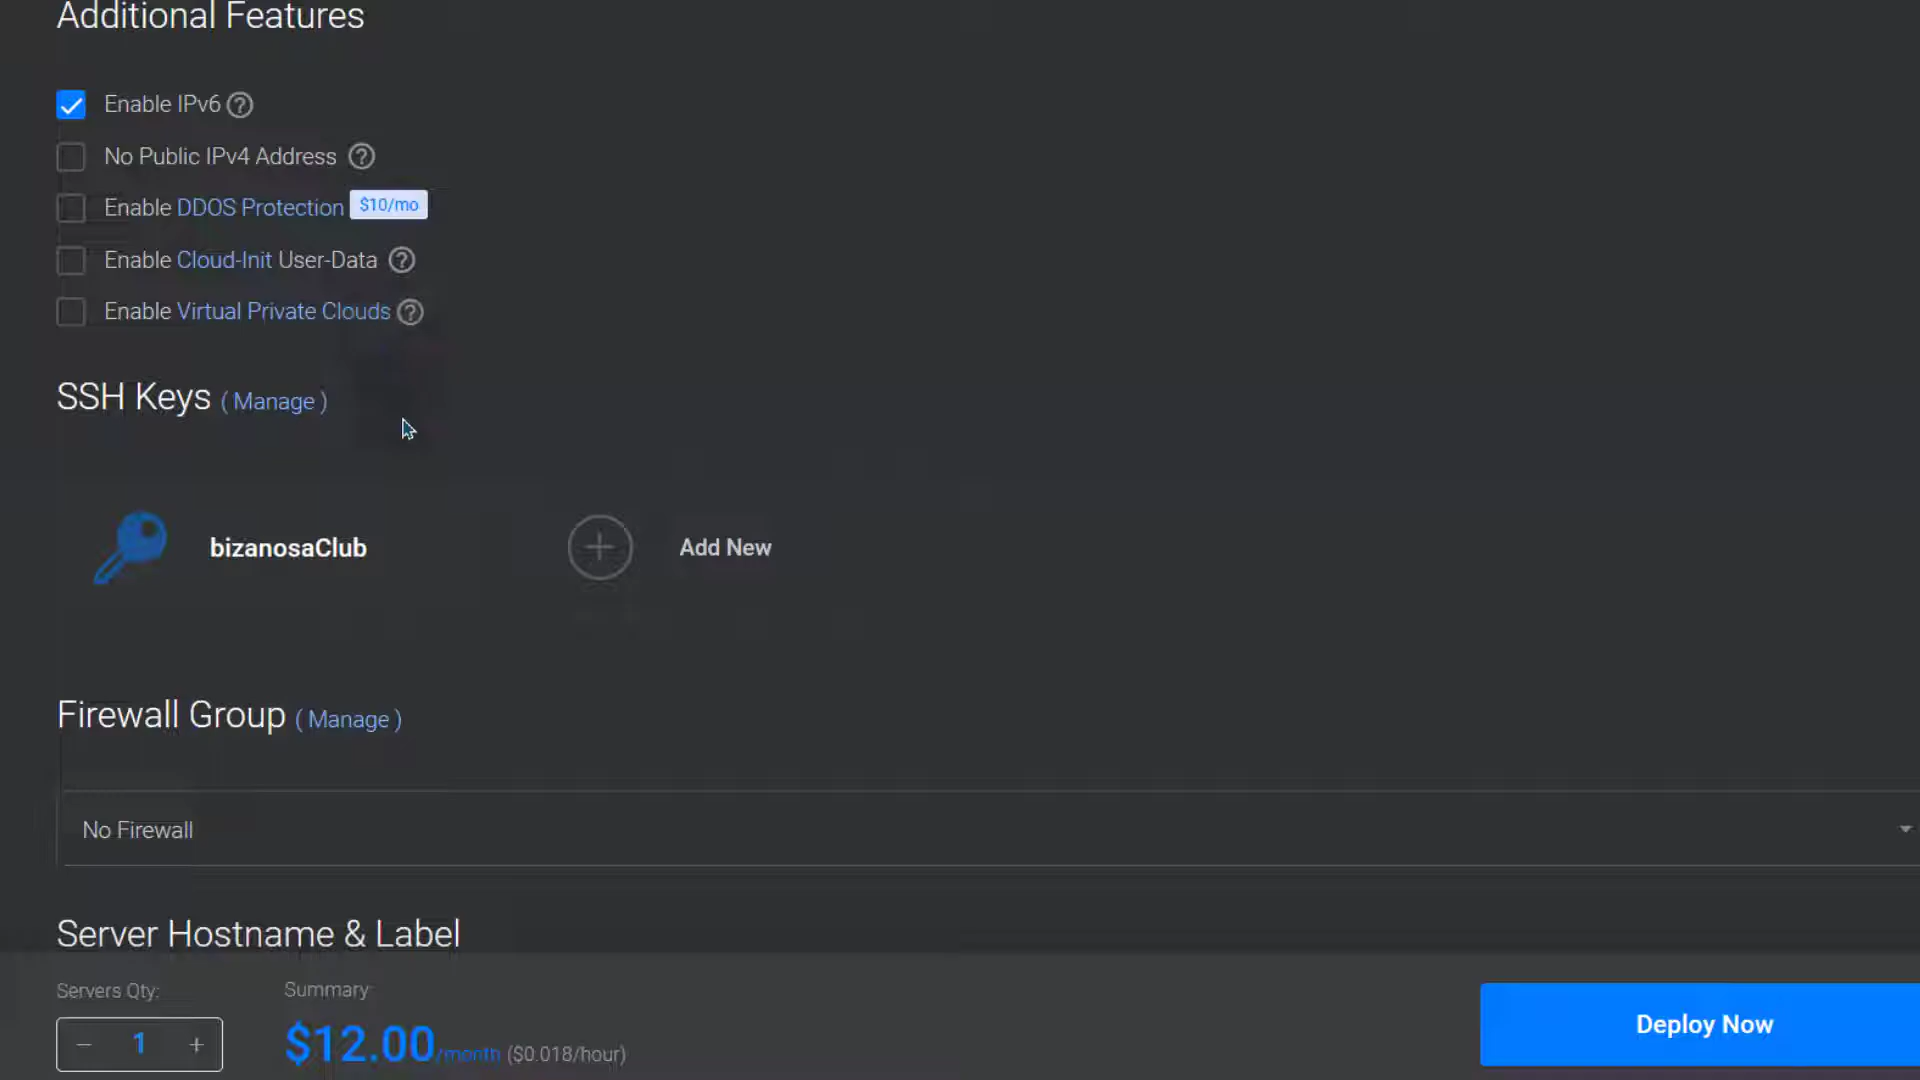 Additional Features
Enable IPv6 ?
No Public IPv4 Address ?
Enable DDOS Protection $10/mo
Enable Cloud-Init User-Data ?
Enable Virtual Private Clouds ?
SSH Keys ( Manage )
bizanosaClub
Add New
Firewall Group ( Manage )
No Firewall
Server Hostname & Label
Servers Qty:
Summary:
− 1 +
$12.00/month ($0.018/hour)
Deploy Now